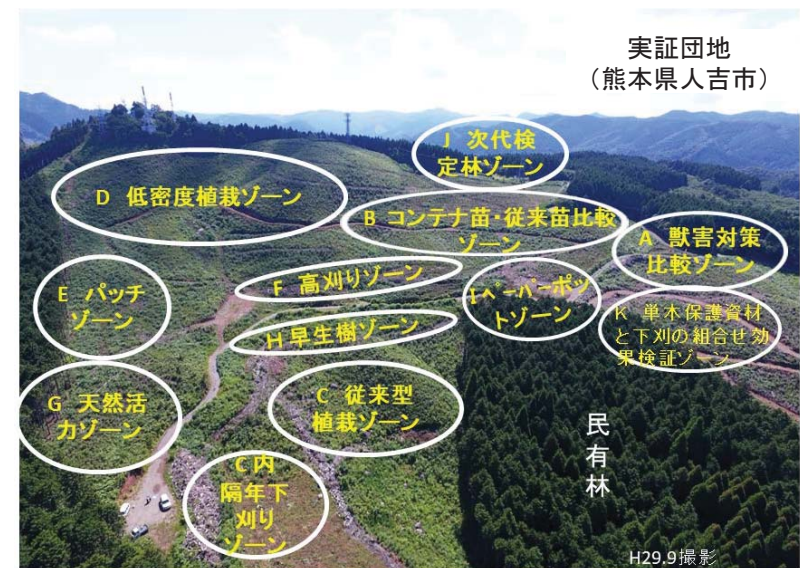 実証団地
（熊本県人吉市）
J 次代検
定林ゾーン
D 低密度植栽ゾーン
B コンテナ苗・従来苗比較
ゾーン
A 獣害対策
比較ゾーン
E パッチ
ゾーン
F 高刈りゾーン
I ペーパーポッ
トゾーン
K 単木保護資材
と下刈の組合せ効
果検証ゾーン
H 早生樹ゾーン
G 天然活
力ゾーン
C 従来型
植栽ゾーン
C内
隔年下
刈り
ゾーン
民
有
林
H29.9撮影